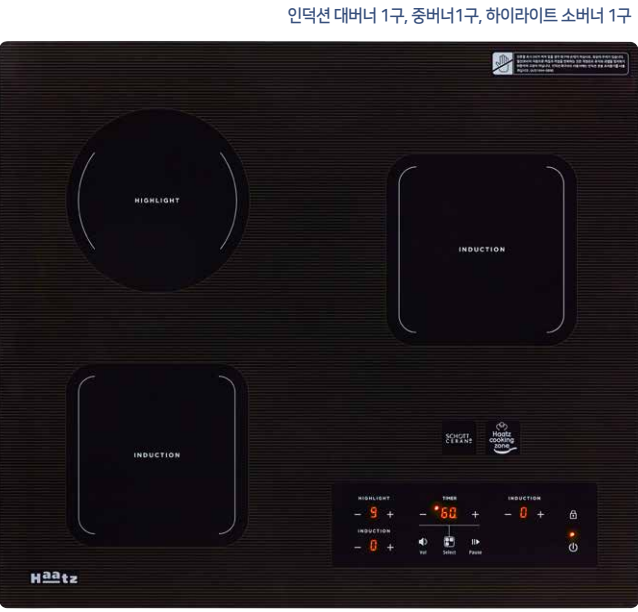 인덕션 대버너 1구, 중버너1구, 하이라이트 소버너 1구
HIGHLIGHT
INDUCTION
INDUCTION
SCHOTT
CERAN®
Haatz
cooking
zone
HIGHLIGHT
TIMER
INDUCTION
- 9 +
- 60 +
- 0 +
INDUCTION
- 0 +
Vol
Select
Pause
Haatz